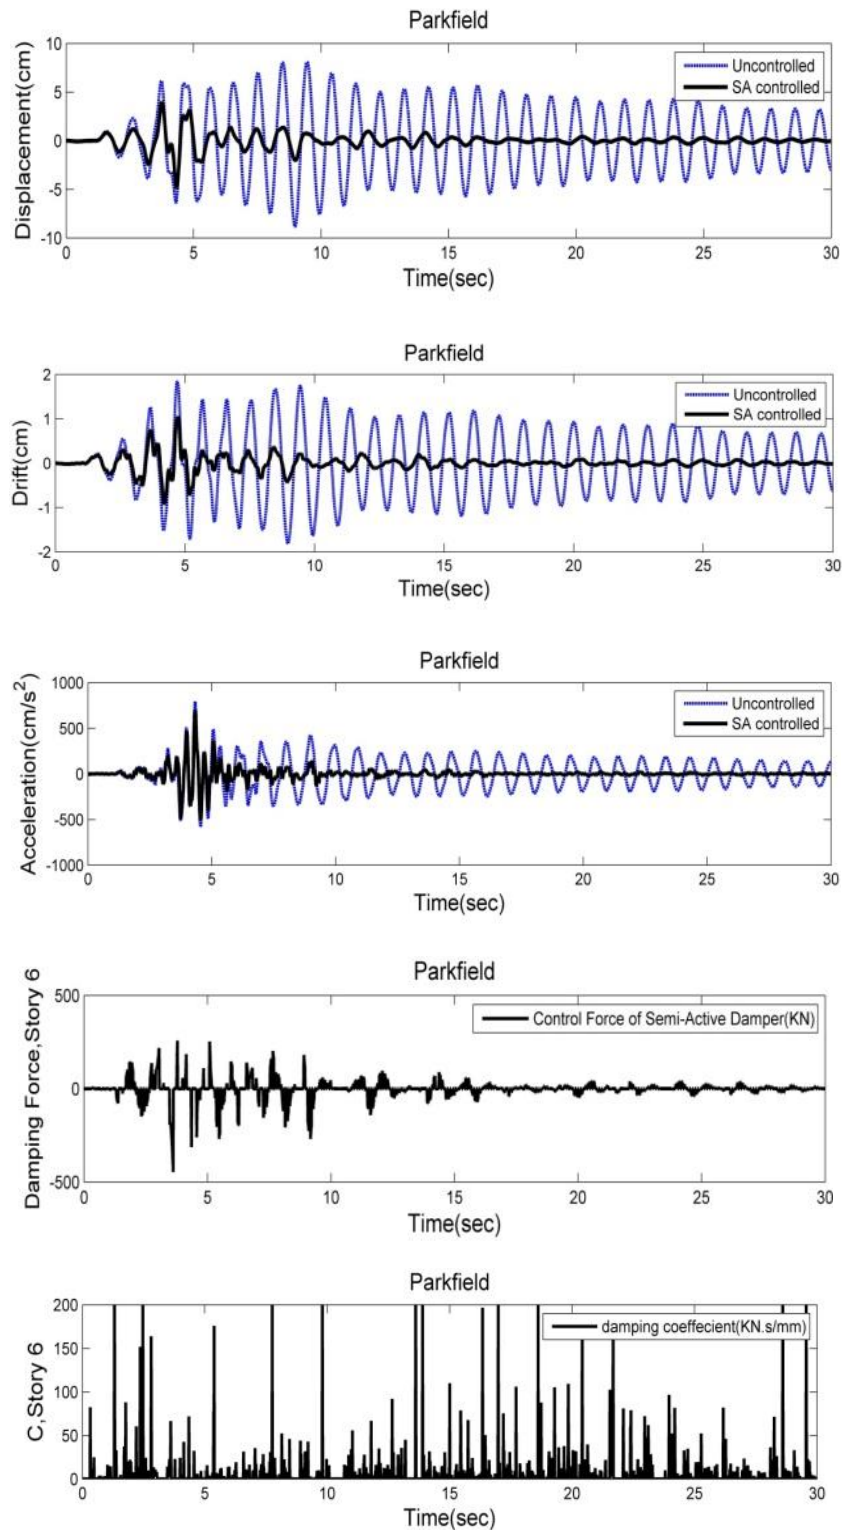 Parkfield
Displacement(cm)
10
5
0
-5
-10
Uncontrolled
SA controlled
0 5 10 15 20 25 30
Time(sec)
Parkfield
Drift(cm)
2
1
0
-1
-2
Uncontrolled
SA controlled
0 5 10 15 20 25 30
Time(sec)
Parkfield
Acceleration(cm/s²)
1000
500
0
-500
-1000
Uncontrolled
SA controlled
0 5 10 15 20 25 30
Time(sec)
Parkfield
Damping Force,Story 6
500
0
-500
Control Force of Semi-Active Damper(KN)
0 5 10 15 20 25 30
Time(sec)
Parkfield
C,Story 6
200
150
100
50
0
damping coeffecient(KN.s/mm)
0 5 10 15 20 25 30
Time(sec)